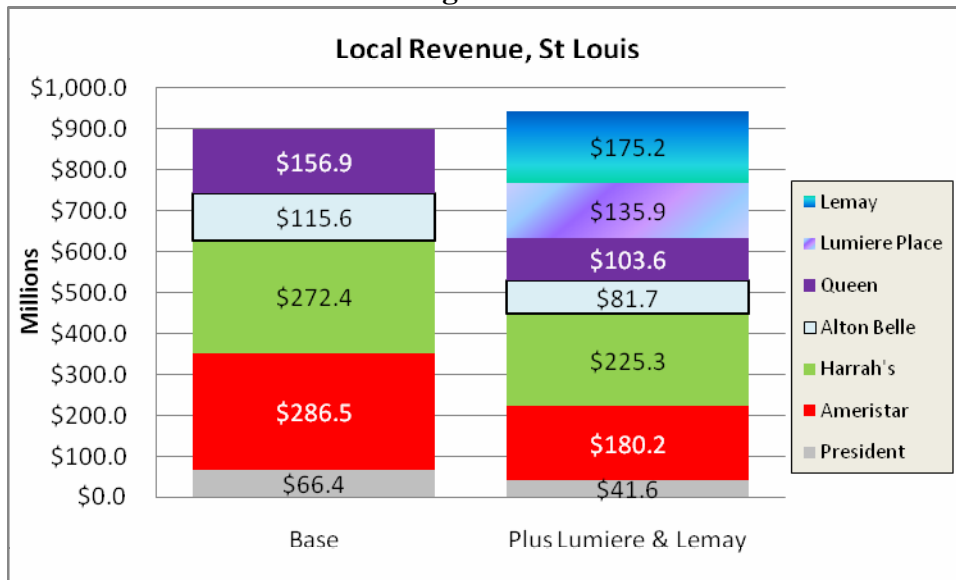 Local Revenue, St Louis
Millions
$1,000.0
$900.0
$800.0
$700.0
$600.0
$500.0
$400.0
$300.0
$200.0
$100.0
$0.0
$156.9
$115.6
$272.4
$286.5
$66.4
Base
$175.2
$135.9
$103.6
$81.7
$225.3
$180.2
$41.6
Plus Lumiere & Lemay
Lemay
Lumiere Place
Queen
Alton Belle
Harrah's
Ameristar
President